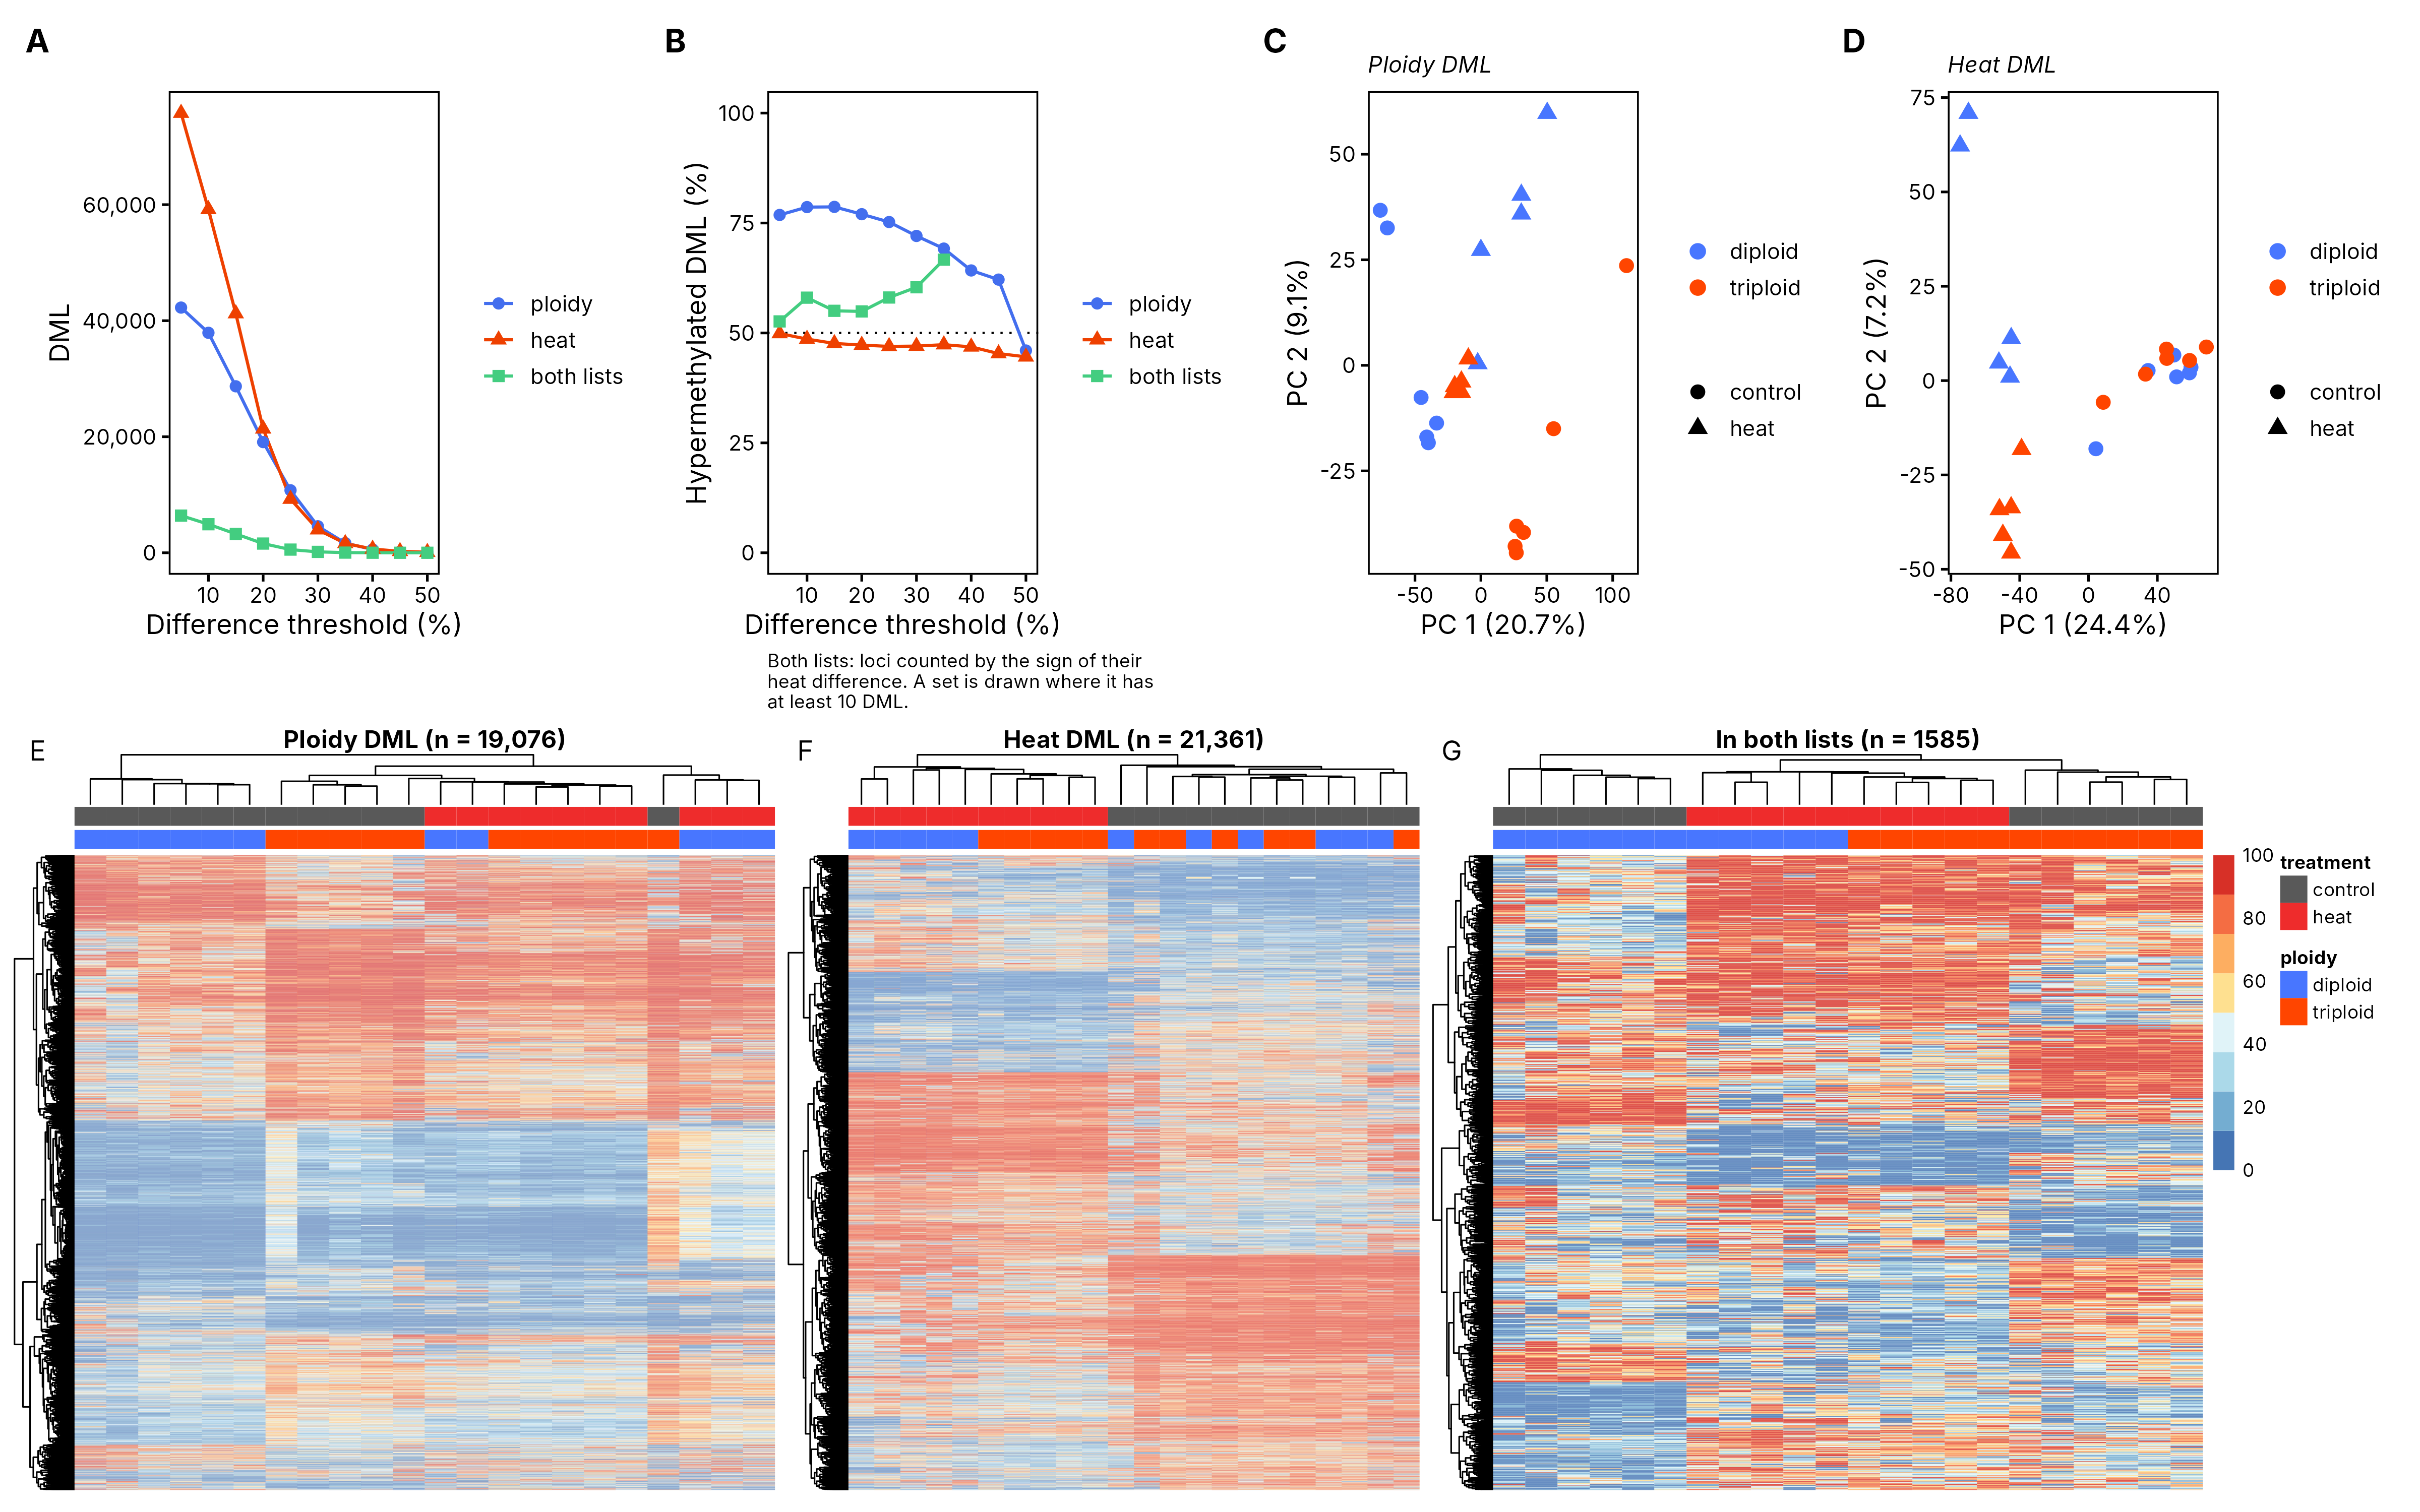 A
B
C
D
Ploidy DML
Heat DML
DML
60,000
40,000
20,000
0
10 20 30 40 50
Difference threshold (%)
ploidy
heat
both lists
Hypermethylated DML (%)
100
75
50
25
0
10 20 30 40 50
Difference threshold (%)
ploidy
heat
both lists
Both lists: loci counted by the sign of their
heat difference. A set is drawn where it has
at least 10 DML.
PC 2 (9.1%)
50
25
0
-25
-50 0 50 100
PC 1 (20.7%)
diploid
triploid
control
heat
PC 2 (7.2%)
75
50
25
0
-25
-50
-80 -40 0 40
PC 1 (24.4%)
diploid
triploid
control
heat
E
Ploidy DML (n = 19,076)
F
Heat DML (n = 21,361)
G
In both lists (n = 1585)
100
80
60
40
20
0
treatment
control
heat
ploidy
diploid
triploid